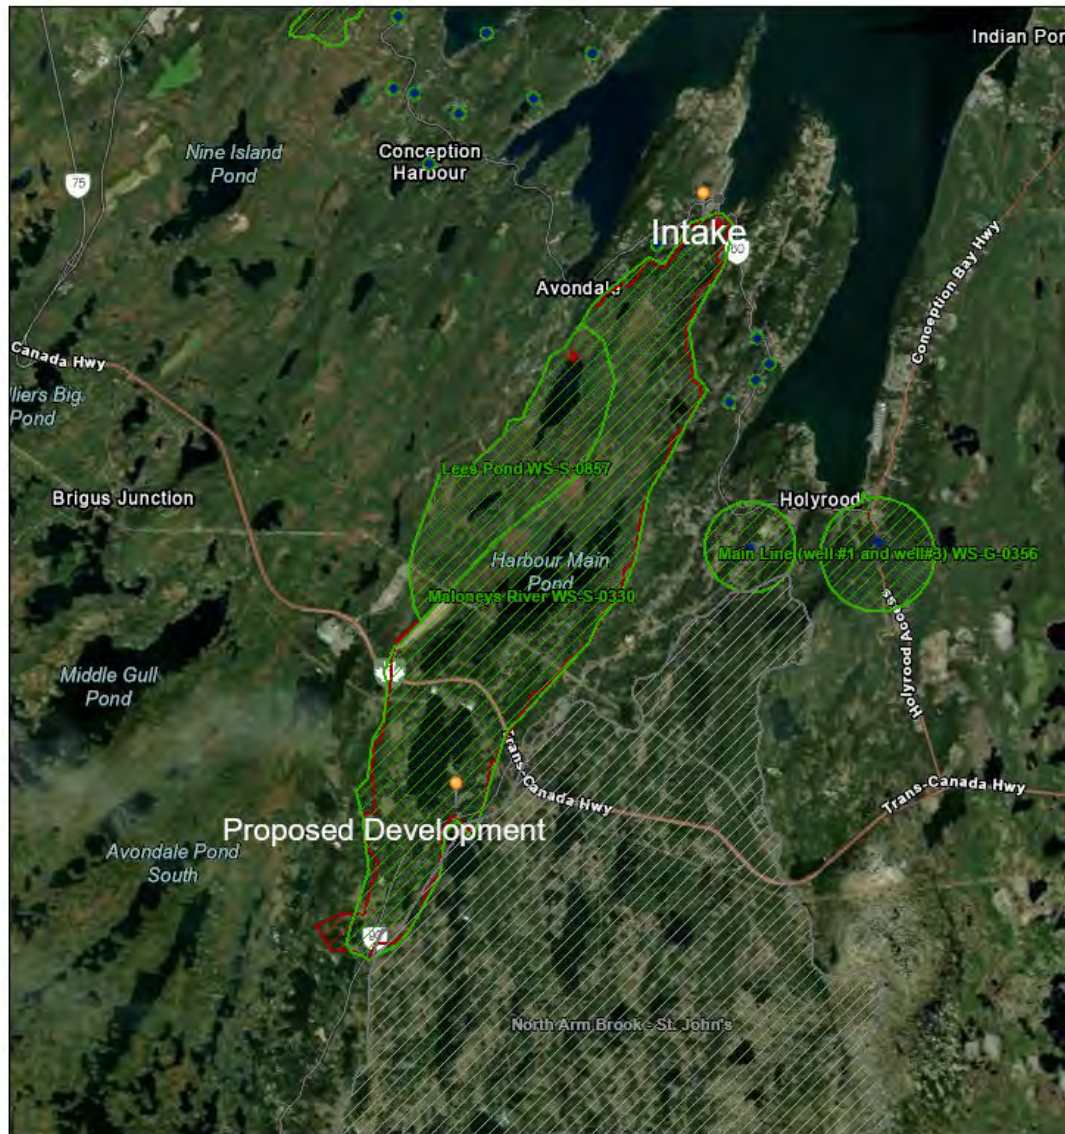 Indian Por
Nine Island
Pond
Conception
Harbour
75
Intake
60
Avondale
Conception Bay Hwy
Canada Hwy
lliers Big
Pond
Lees Pond WS-S-0857
Brigus Junction
Holyrood
Harbour Main
Pond
Main Line (well #1 and well#3) WS-G-0356
Maloneys River WS-S-0330
Holyrood Access
Middle Gull
Pond
Trans-Canada Hwy
Trans-Canada Hwy
Proposed Development
Avondale Pond
South
North Arm Brook - St. John's